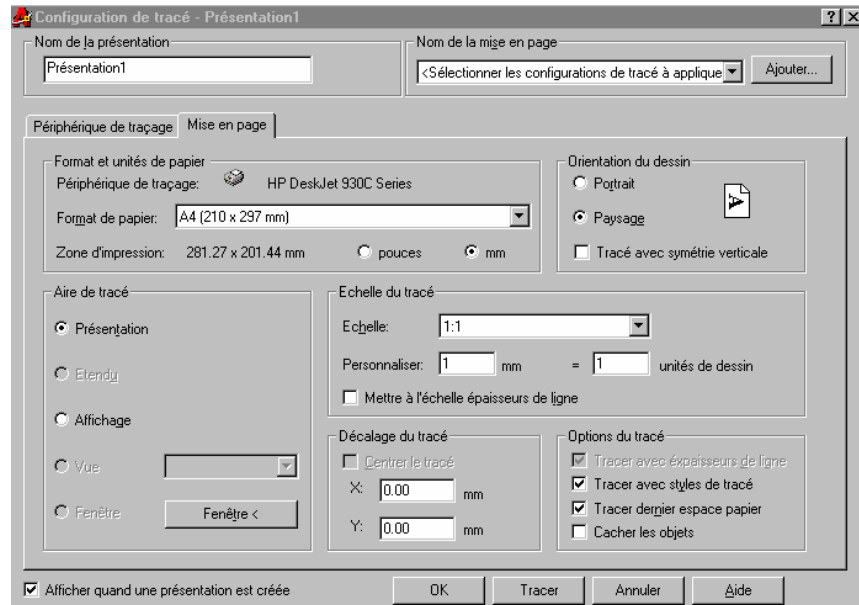 Configuration de tracé - Présentation1
Nom de la présentation
Présentation1
Nom de la mise en page
<Sélectionner les configurations de tracé à applique
Ajouter...
Périphérique de traçage
Mise en page
Format et unités de papier
Périphérique de traçage: HP DeskJet 930C Series
Format de papier: A4 (210 x 297 mm)
Zone d'impression: 281.27 x 201.44 mm pouces mm
Orientation du dessin
Portrait
Paysage
A
Tracé avec symétrie verticale
Aire de tracé
Présentation
Etendu
Affichage
Vue
Fenêtre
Fenêtre <
Echelle du tracé
Echelle: 1:1
Personnaliser: 1 mm = 1 unités de dessin
Mettre à l'échelle épaisseurs de ligne
Décalage du tracé
Centrer le tracé
X: 0.00 mm
Y: 0.00 mm
Options du tracé
Tracer avec éxpaisseurs de ligne
Tracer avec styles de tracé
Tracer dernier espace papier
Cacher les objets
Afficher quand une présentation est créée
OK
Tracer
Annuler
Aide